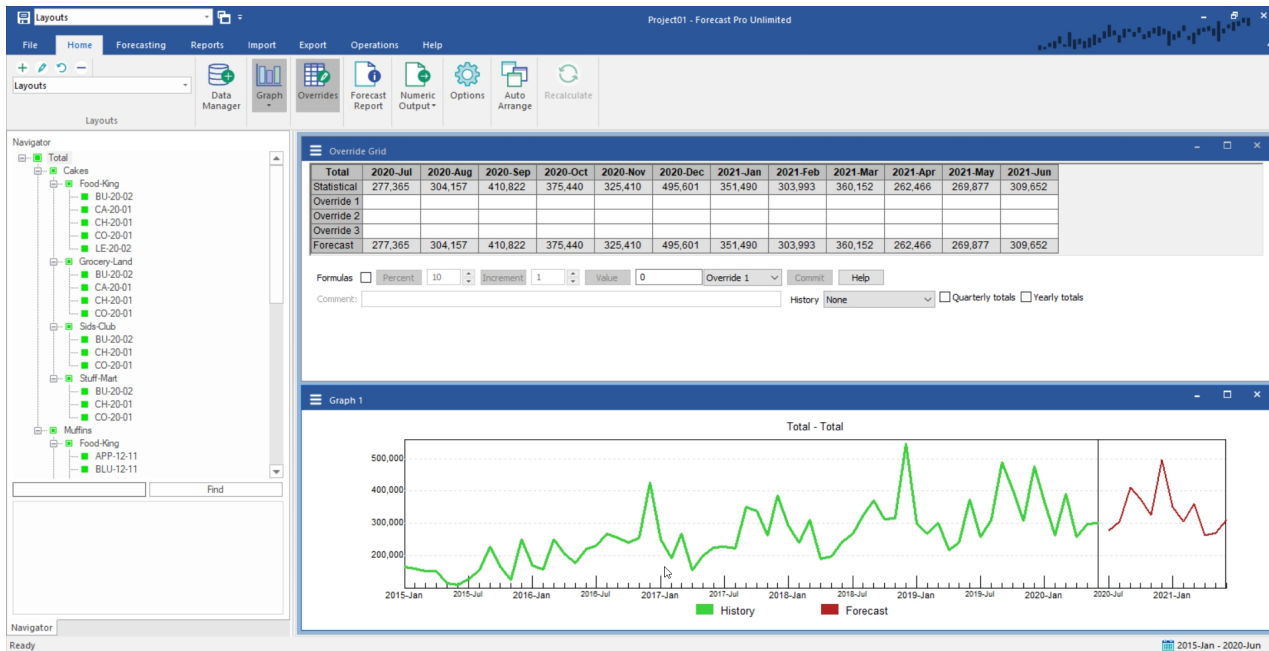 Layouts
Project01 - Forecast Pro Unlimited
File Home Forecasting Reports Import Export Operations Help
Layouts
Layouts
Data Manager
Graph
Overrides
Forecast Report
Numeric Output
Options
Auto Arrange
Recalculate
Navigator
Total
Cakes
Food-King
BU-20-02
CA-20-01
CH-20-01
CO-20-01
LE-20-02
Grocery-Land
BU-20-02
CA-20-01
CH-20-01
CO-20-01
Sids-Club
BU-20-02
CH-20-01
CO-20-01
Stuff-Mart
BU-20-02
CH-20-01
CO-20-01
Muffins
Food-King
APP-12-11
BLU-12-11
Find
Navigator
Override Grid
Total 2020-Jul 2020-Aug 2020-Sep 2020-Oct 2020-Nov 2020-Dec 2021-Jan 2021-Feb 2021-Mar 2021-Apr 2021-May 2021-Jun
Statistical 277,365 304,157 410,822 375,440 325,410 495,601 351,490 303,993 360,152 262,466 269,877 309,652
Override 1
Override 2
Override 3
Forecast 277,365 304,157 410,822 375,440 325,410 495,601 351,490 303,993 360,152 262,466 269,877 309,652
Formulas Percent 10 Increment 1 Value 0 Override 1 Commit Help
Comment: History None Quarterly totals Yearly totals
Graph 1
Total - Total
500,000
400,000
300,000
200,000
2015-Jan 2015-Jul 2016-Jan 2016-Jul 2017-Jan 2017-Jul 2018-Jan 2018-Jul 2019-Jan 2019-Jul 2020-Jan 2020-Jul 2021-Jan
History Forecast
Ready 2015-Jan - 2020-Jun